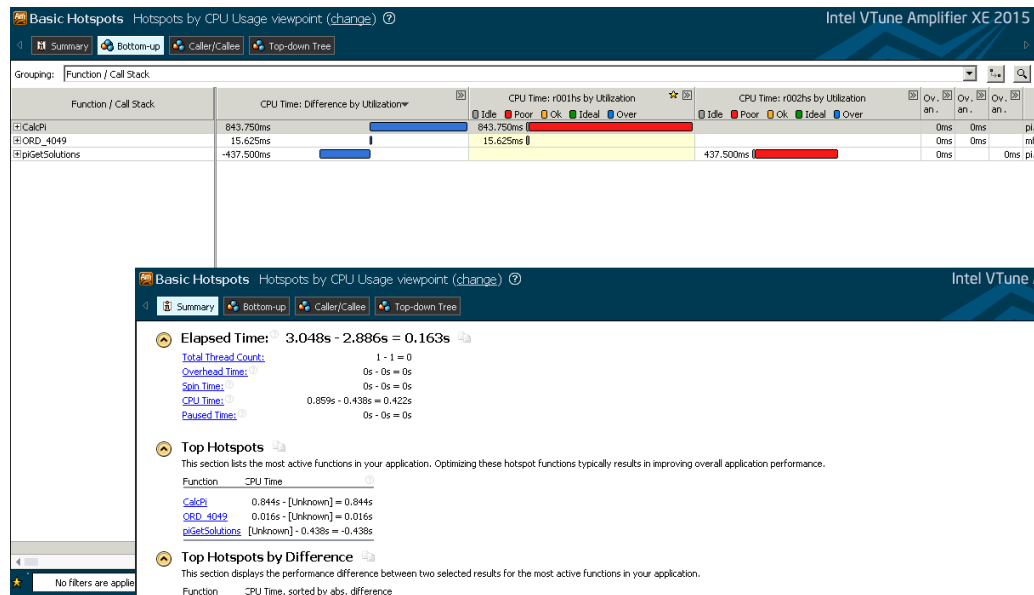 Basic Hotspots Hotspots by CPU Usage viewpoint (change) Intel VTune Amplifier XE 2015
Summary Bottom-up Caller/Callee Top-down Tree
Grouping: Function / Call Stack
Function / Call Stack CPU Time: Difference by Utilization CPU Time: r001hs by Utilization CPU Time: r002hs by Utilization Ov. an. Ov. an. Ov. an.
Idle Poor Ok Ideal Over Idle Poor Ok Ideal Over
CalcPi 843.750ms 843.750ms 0ms 0ms pi.
ORD_4049 15.625ms 15.625ms 0ms 0ms
piGetSolutions -437.500ms 437.500ms 0ms 0ms pi.
Basic Hotspots Hotspots by CPU Usage viewpoint (change) Intel VTune
Summary Bottom-up Caller/Callee Top-down Tree
Elapsed Time: 3.048s - 2.886s = 0.163s
Total Thread Count: 1 - 1 = 0
Overhead Time: 0s - 0s = 0s
Spin Time: 0s - 0s = 0s
CPU Time: 0.859s - 0.438s = 0.422s
Paused Time: 0s - 0s = 0s
Top Hotspots
This section lists the most active functions in your application. Optimizing these hotspot functions typically results in improving overall application performance.
Function CPU Time
CalcPi 0.844s - [Unknown] = 0.844s
ORD_4049 0.016s - [Unknown] = 0.016s
piGetSolutions [Unknown] - 0.438s = -0.438s
Top Hotspots by Difference
This section displays the performance difference between two selected results for the most active functions in your application.
No filters are applie
Function CPU Time, sorted by abs. difference